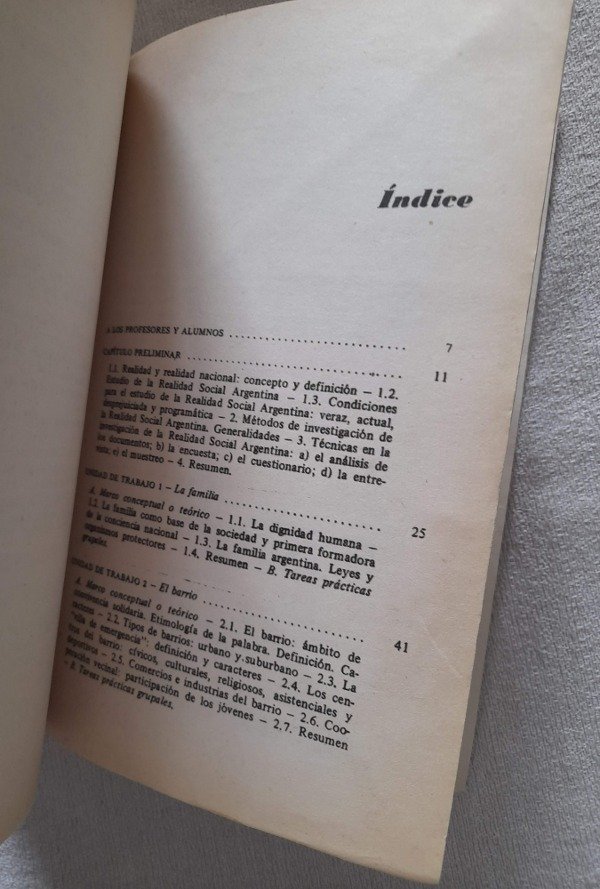 Índice
A LOS PROFESORES Y ALUMNOS . . . . . . . . . . . . . . . . . . . . . . . . . . 7
CAPÍTULO PRELIMINAR . . . . . . . . . . . . . . . . . . . . . . . . . . . . . . . 11
1.1. Realidad y realidad nacional: concepto y definición – 1.2.
Estudio de la Realidad Social Argentina – 1.3. Condiciones
para el estudio de la Realidad Social Argentina: veraz, actual,
desprejuiciada y programática – 2. Métodos de investigación de
la Realidad Social Argentina. Generalidades – 3. Técnicas en la
investigación de la Realidad Social Argentina: a) el análisis de
los documentos; b) la encuesta; c) el cuestionario; d) la entre-
vista; e) el muestreo – 4. Resumen.
UNIDAD DE TRABAJO 1 – La familia . . . . . . . . . . . . . . . . . . . . . . . 25
A. Marco conceptual o teórico – 1.1. La dignidad humana –
1.2. La familia como base de la sociedad y primera formadora
de la conciencia nacional – 1.3. La familia argentina. Leyes y
organismos protectores – 1.4. Resumen – B. Tareas prácticas
grupales.
UNIDAD DE TRABAJO 2 – El barrio . . . . . . . . . . . . . . . . . . . . . . . . 41
A. Marco conceptual o teórico – 2.1. El barrio: ámbito de
convivencia solidaria. Etimología de la palabra. Definición. Ca-
racteres – 2.2. Tipos de barrios: urbano y suburbano – 2.3. La
"villa de emergencia": definición y caracteres – 2.4. Los cen-
tros del barrio: cívicos, culturales, religiosos, asistenciales y
deportivos – 2.5. Comercios e industrias del barrio – 2.6. Coo-
peración vecinal: participación de los jóvenes – 2.7. Resumen
– B. Tareas prácticas grupales.